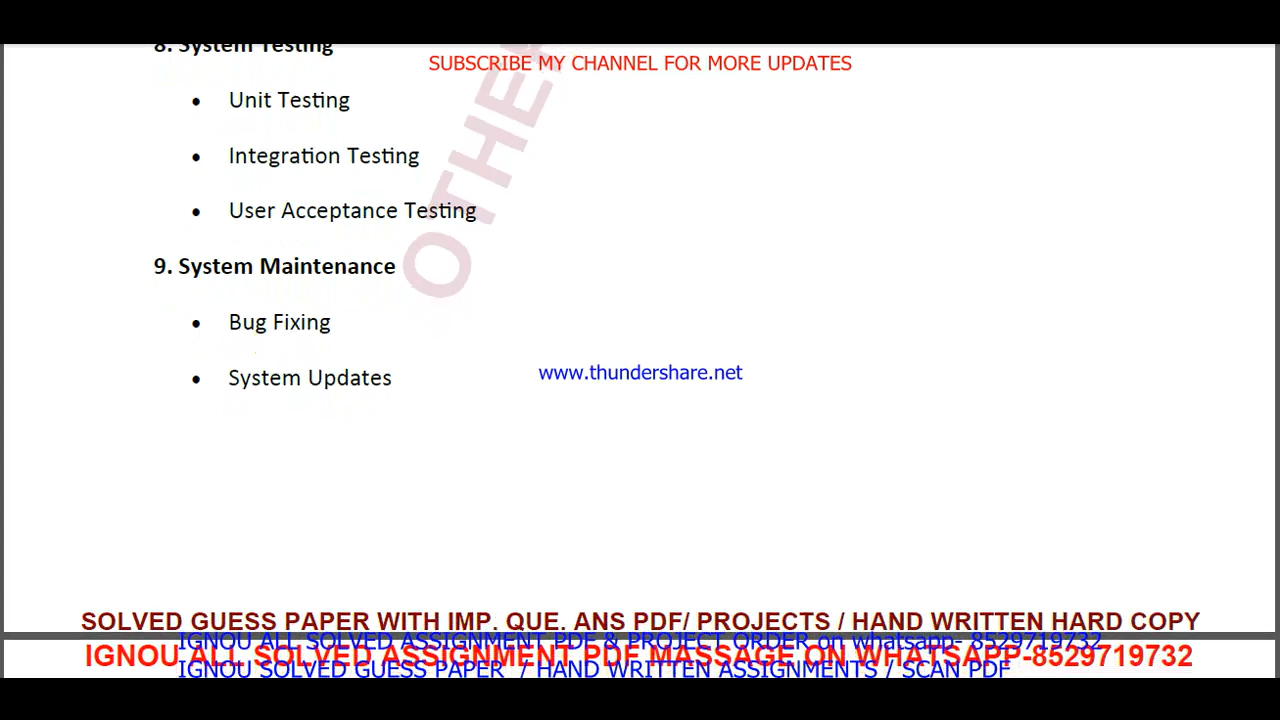 8. System Testing
SUBSCRIBE MY CHANNEL FOR MORE UPDATES
• Unit Testing
• Integration Testing
• User Acceptance Testing
OTHE
9. System Maintenance
• Bug Fixing
www.thundershare.net
• System Updates
SOLVED GUESS PAPER WITH IMP. QUE. ANS PDF/ PROJECTS / HAND WRITTEN HARD COPY
IGNOU ALL SOLVED ASSIGNMENT PDF & PROJECT ORDER on whatsapp- 8529719732
IGNOU ALL SOLVED ASSIGNMENT PDF MASSAGE ON WHATSAPP-8529719732
IGNOU SOLVED GUESS PAPER / HAND WRITTEN ASSIGNMENTS / SCAN PDF